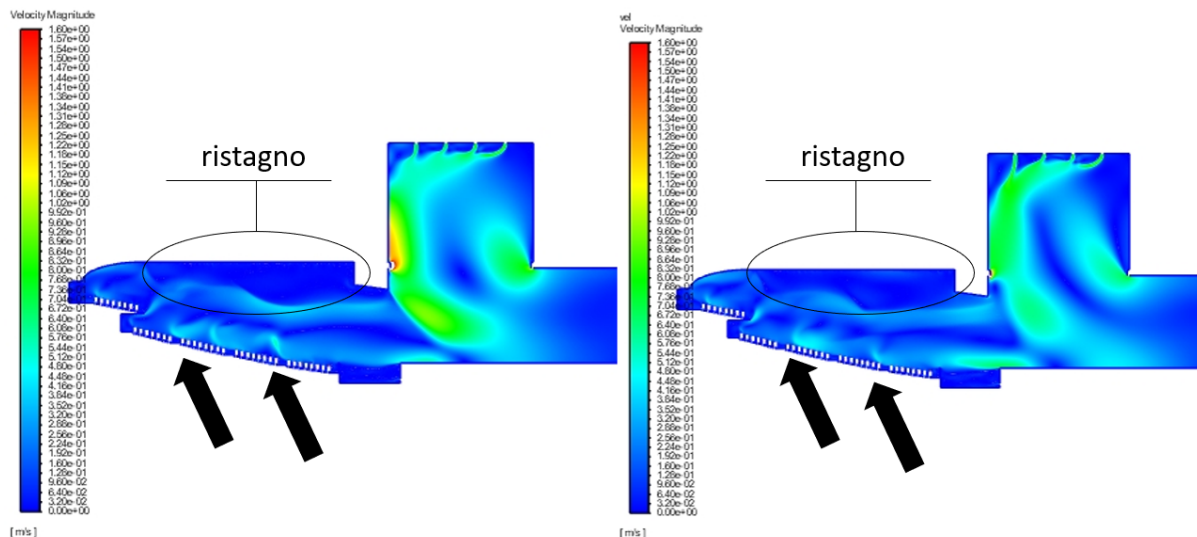 Velocity Magnitude
1.60e+00
1.57e+00
1.54e+00
1.50e+00
1.47e+00
1.44e+00
1.41e+00
1.38e+00
1.34e+00
1.31e+00
1.28e+00
1.25e+00
1.22e+00
1.18e+00
1.15e+00
1.12e+00
1.09e+00
1.06e+00
1.02e+00
9.92e-01
9.60e-01
9.28e-01
8.96e-01
8.64e-01
8.32e-01
8.00e-01
7.68e-01
7.36e-01
7.04e-01
6.72e-01
6.40e-01
6.08e-01
5.76e-01
5.44e-01
5.12e-01
4.80e-01
4.48e-01
4.16e-01
3.84e-01
3.52e-01
3.20e-01
2.88e-01
2.56e-01
2.24e-01
1.92e-01
1.60e-01
1.28e-01
9.60e-02
6.40e-02
3.20e-02
0.00e+00
[ m/s ]
ristagno
vel
Velocity Magnitude
1.60e+00
1.57e+00
1.54e+00
1.50e+00
1.47e+00
1.44e+00
1.41e+00
1.38e+00
1.34e+00
1.31e+00
1.28e+00
1.25e+00
1.22e+00
1.18e+00
1.15e+00
1.12e+00
1.09e+00
1.06e+00
1.02e+00
9.92e-01
9.60e-01
9.28e-01
8.96e-01
8.64e-01
8.32e-01
8.00e-01
7.68e-01
7.36e-01
7.04e-01
6.72e-01
6.40e-01
6.08e-01
5.76e-01
5.44e-01
5.12e-01
4.80e-01
4.48e-01
4.16e-01
3.84e-01
3.52e-01
3.20e-01
2.88e-01
2.56e-01
2.24e-01
1.92e-01
1.60e-01
1.28e-01
9.60e-02
6.40e-02
3.20e-02
0.00e+00
[ m/s ]
ristagno